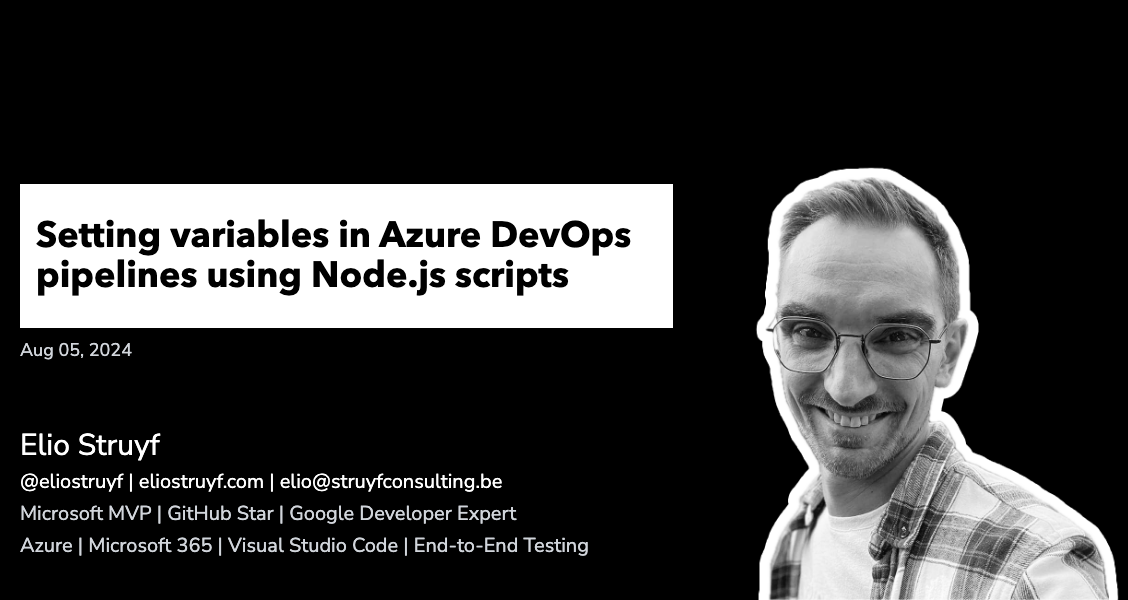 Setting variables in Azure DevOps
pipelines using Node.js scripts
Aug 05, 2024
Elio Struyf
@eliostruyf | eliostruyf.com | elio@struyfconsulting.be
Microsoft MVP | GitHub Star | Google Developer Expert
Azure | Microsoft 365 | Visual Studio Code | End-to-End Testing